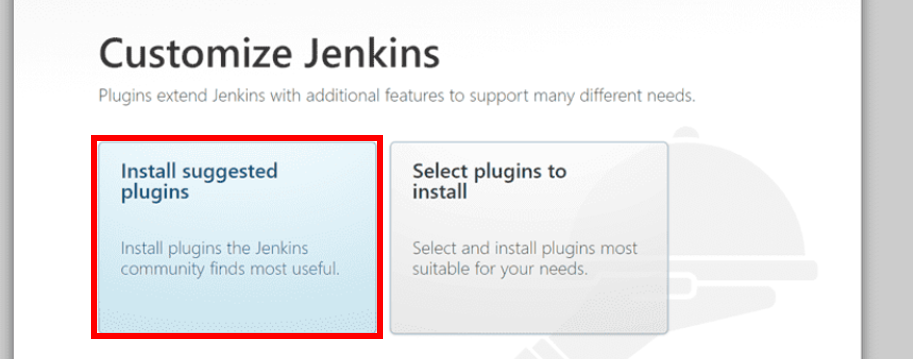 Customize Jenkins
Plugins extend Jenkins with additional features to support many different needs.
Install suggested
plugins
Install plugins the Jenkins
community finds most useful.
Select plugins to
install
Select and install plugins most
suitable for your needs.